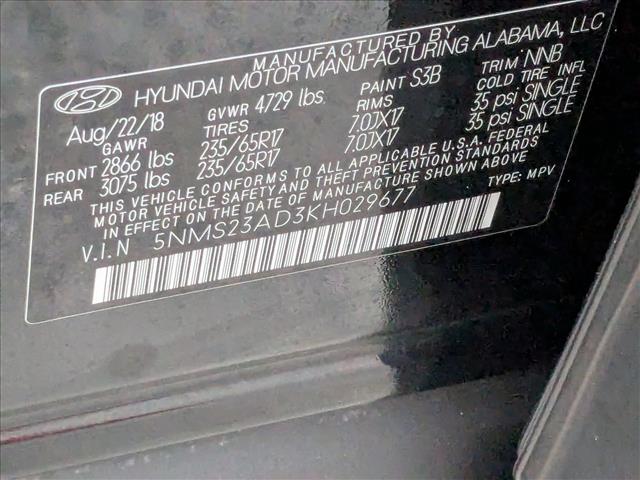 MANUFACTURED BY
HYUNDAI MOTOR MANUFACTURING ALABAMA, LLC
Aug/22/18 GVWR 4729 lbs. PAINT S3B TRIM NNB
GAWR TIRES RIMS COLD TIRE INFL
FRONT 2866 lbs 235/65R17 7.0JX17 35 psi SINGLE
REAR 3075 lbs 235/65R17 7.0JX17 35 psi SINGLE
THIS VEHICLE CONFORMS TO ALL APPLICABLE U.S.A. FEDERAL
MOTOR VEHICLE SAFETY AND THEFT PREVENTION STANDARDS
IN EFFECT ON THE DATE OF MANUFACTURE SHOWN ABOVE
V.I.N 5NMS23AD3KH029677 TYPE: MPV